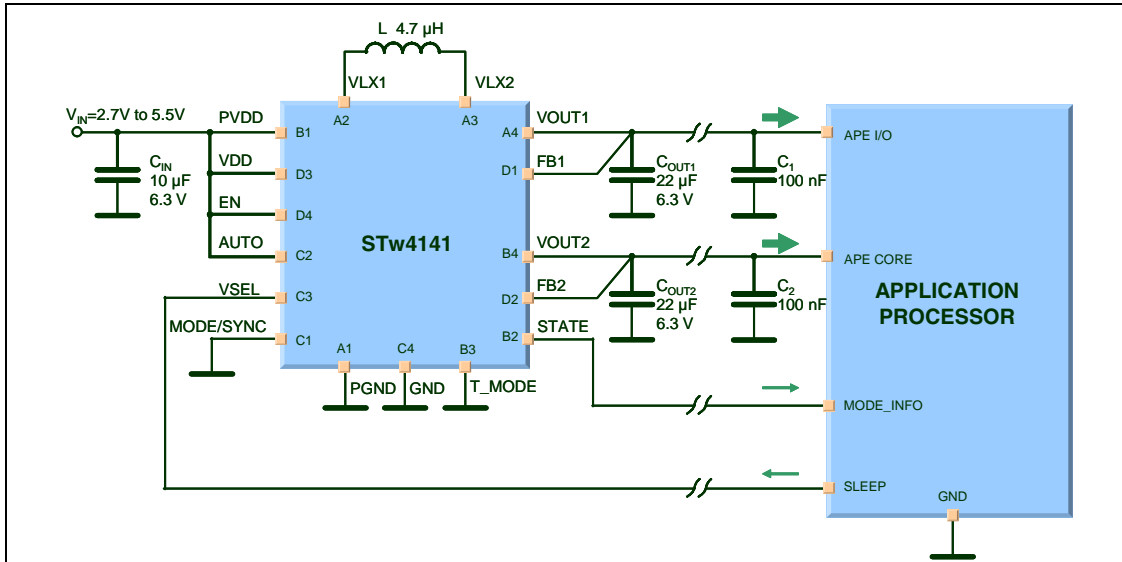 L 4.7 µH
VLX1
VLX2
A2
A3
VIN=2.7V to 5.5V
CIN
10 µF
6.3 V
PVDD
B1
VDD
D3
EN
D4
AUTO
C2
VSEL
C3
MODE/SYNC
C1
STw4141
A1
C4
B3
PGND
GND
T_MODE
A4
VOUT1
D1
FB1
B4
VOUT2
D2
FB2
B2
STATE
COUT1
22 µF
6.3 V
C1
100 nF
COUT2
22 µF
6.3 V
C2
100 nF
APE I/O
APE CORE
APPLICATION
PROCESSOR
MODE_INFO
SLEEP
GND